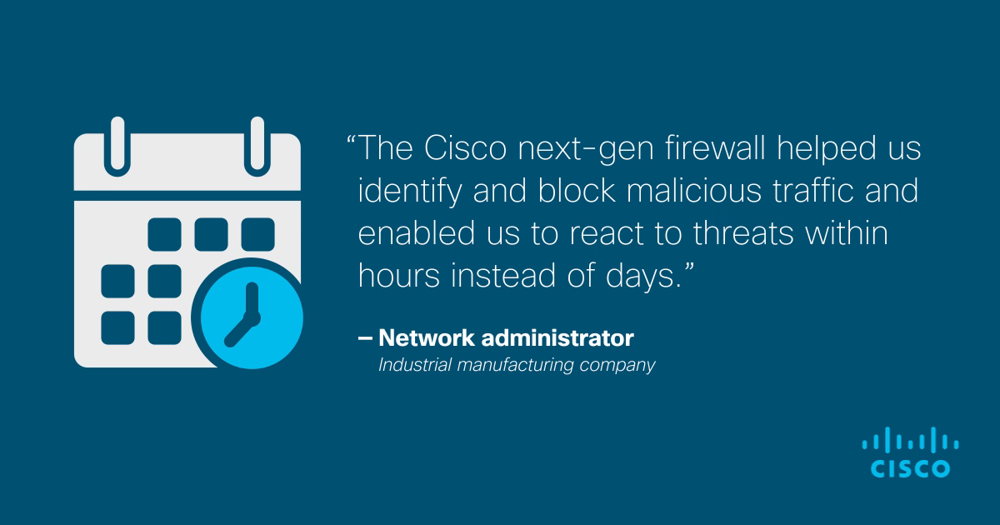 “The Cisco next-gen firewall helped us
identify and block malicious traffic and
enabled us to react to threats within
hours instead of days.”
– Network administrator
Industrial manufacturing company
CISCO